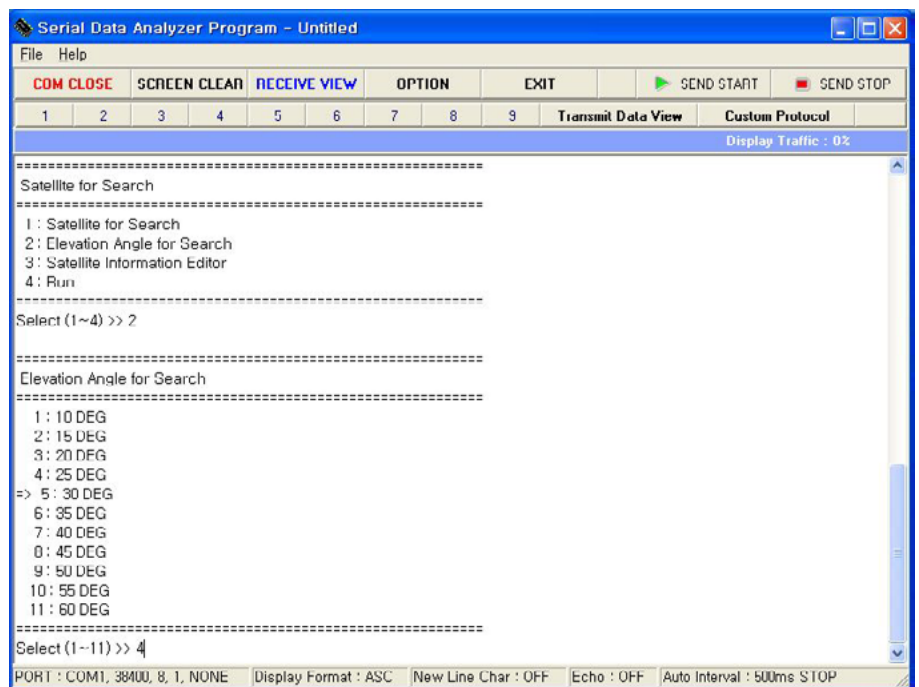 Serial Data Analyzer Program - Untitled
File Help
COM CLOSE SCREEN CLEAR RECEIVE VIEW OPTION EXIT SEND START SEND STOP
1 2 3 4 5 6 7 8 9 Transmit Data View Custom Protocol
Display Traffic : 0%
============================================================
Satellite for Search
============================================================
1 : Satellite for Search
2 : Elevation Angle for Search
3 : Satellite Information Editor
4 : Run
============================================================
Select (1~4) >> 2
============================================================
Elevation Angle for Search
============================================================
1 : 10 DEG
2 : 15 DEG
3 : 20 DEG
4 : 25 DEG
=> 5 : 30 DEG
6 : 35 DEG
7 : 40 DEG
8 : 45 DEG
9 : 50 DEG
10 : 55 DEG
11 : 60 DEG
============================================================
Select (1~11) >> 4
PORT : COM1, 38400, 8, 1, NONE Display Format : ASC New Line Char : OFF Echo : OFF Auto Interval : 500ms STOP